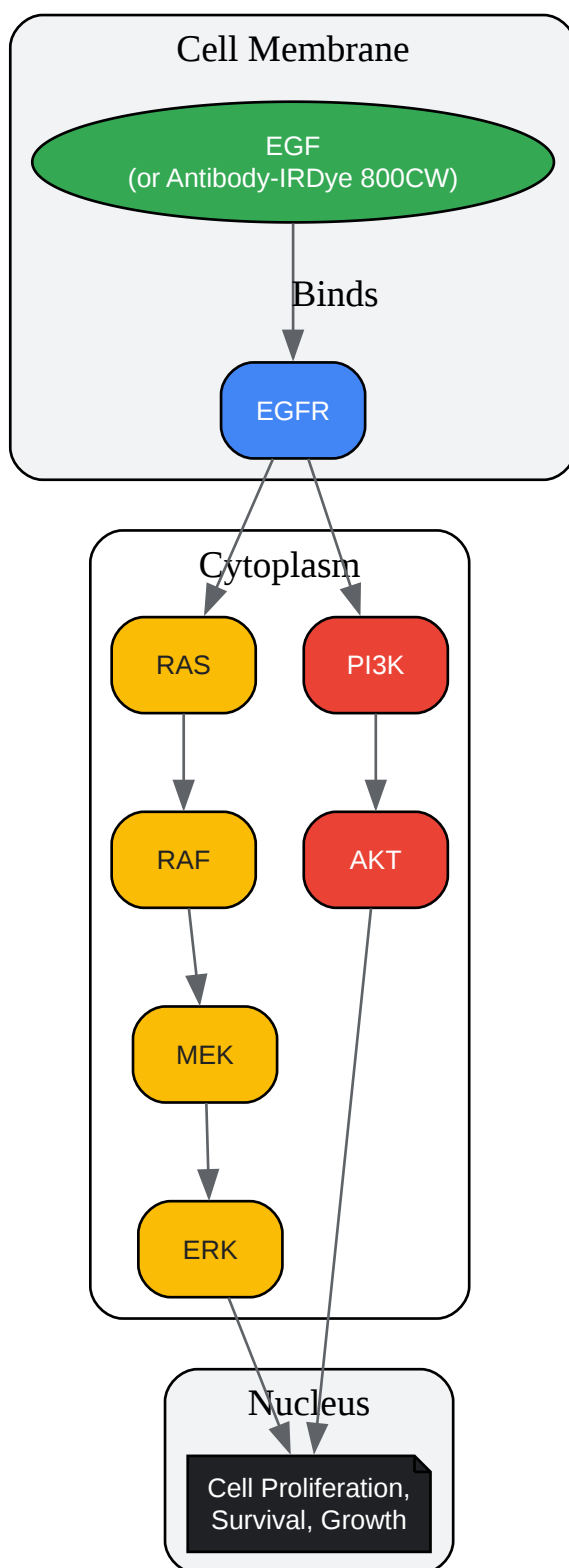 Cell Membrane
EGF
(or Antibody-IRDye 800CW)
Binds
EGFR
Cytoplasm
RAS
PI3K
RAF
AKT
MEK
ERK
Nucleus
Cell Proliferation,
Survival, Growth